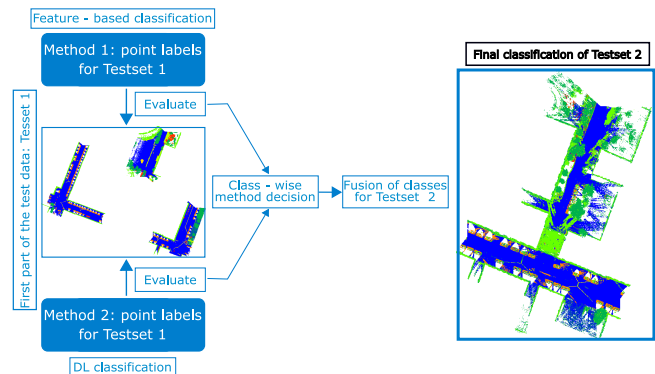 Feature - based classification
Method 1: point labels
for Testset 1
Evaluate
First part of the test data: Tesset 1
Class - wise
method decision
Fusion of classes
for Testset 2
Evaluate
Method 2: point labels
for Testset 1
DL classification
Final classification of Testset 2